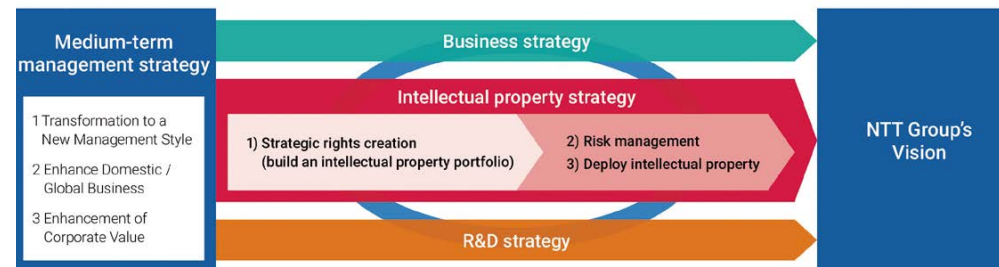 Medium-term
management strategy
1 Transformation to a
New Management Style
2 Enhance Domestic /
Global Business
3 Enhancement of
Corporate Value
Business strategy
Intellectual property strategy
1) Strategic rights creation
(build an intellectual property portfolio)
2) Risk management
3) Deploy intellectual property
R&D strategy
NTT Group's
Vision